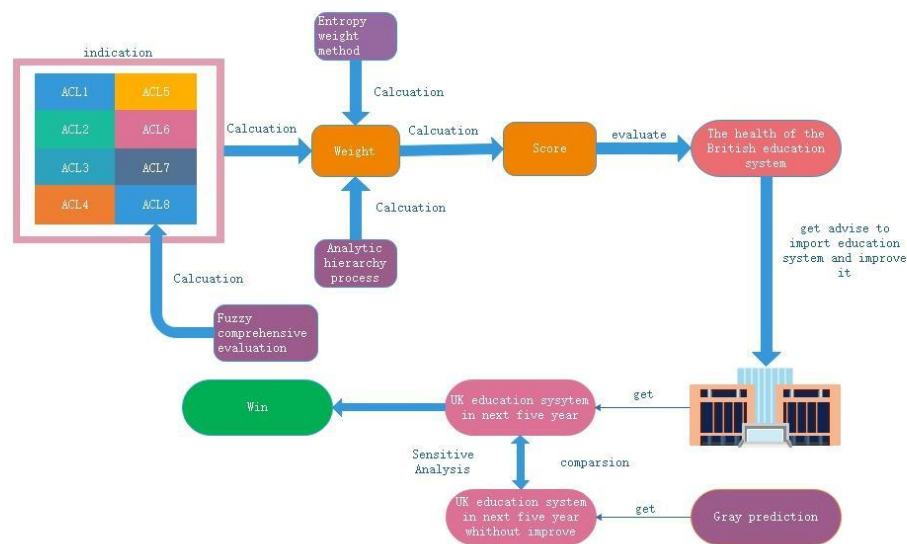 indication
ACL1
ACL5
ACL2
ACL6
ACL3
ACL7
ACL4
ACL8
Calcuation
Fuzzy
comprehensive
evaluation
Calcuation
Entropy
weight
method
Calcuation
Weight
Calcuation
Analytic
hierarchy
process
Calcuation
Score
evaluate
The health of the
British education
system
get advise to
import education
system and improve
it
get
UK education sysytem
in next five year
Win
Sensitive
Analysis
comparsion
UK education system
in next five year
whithout improve
get
Gray prediction